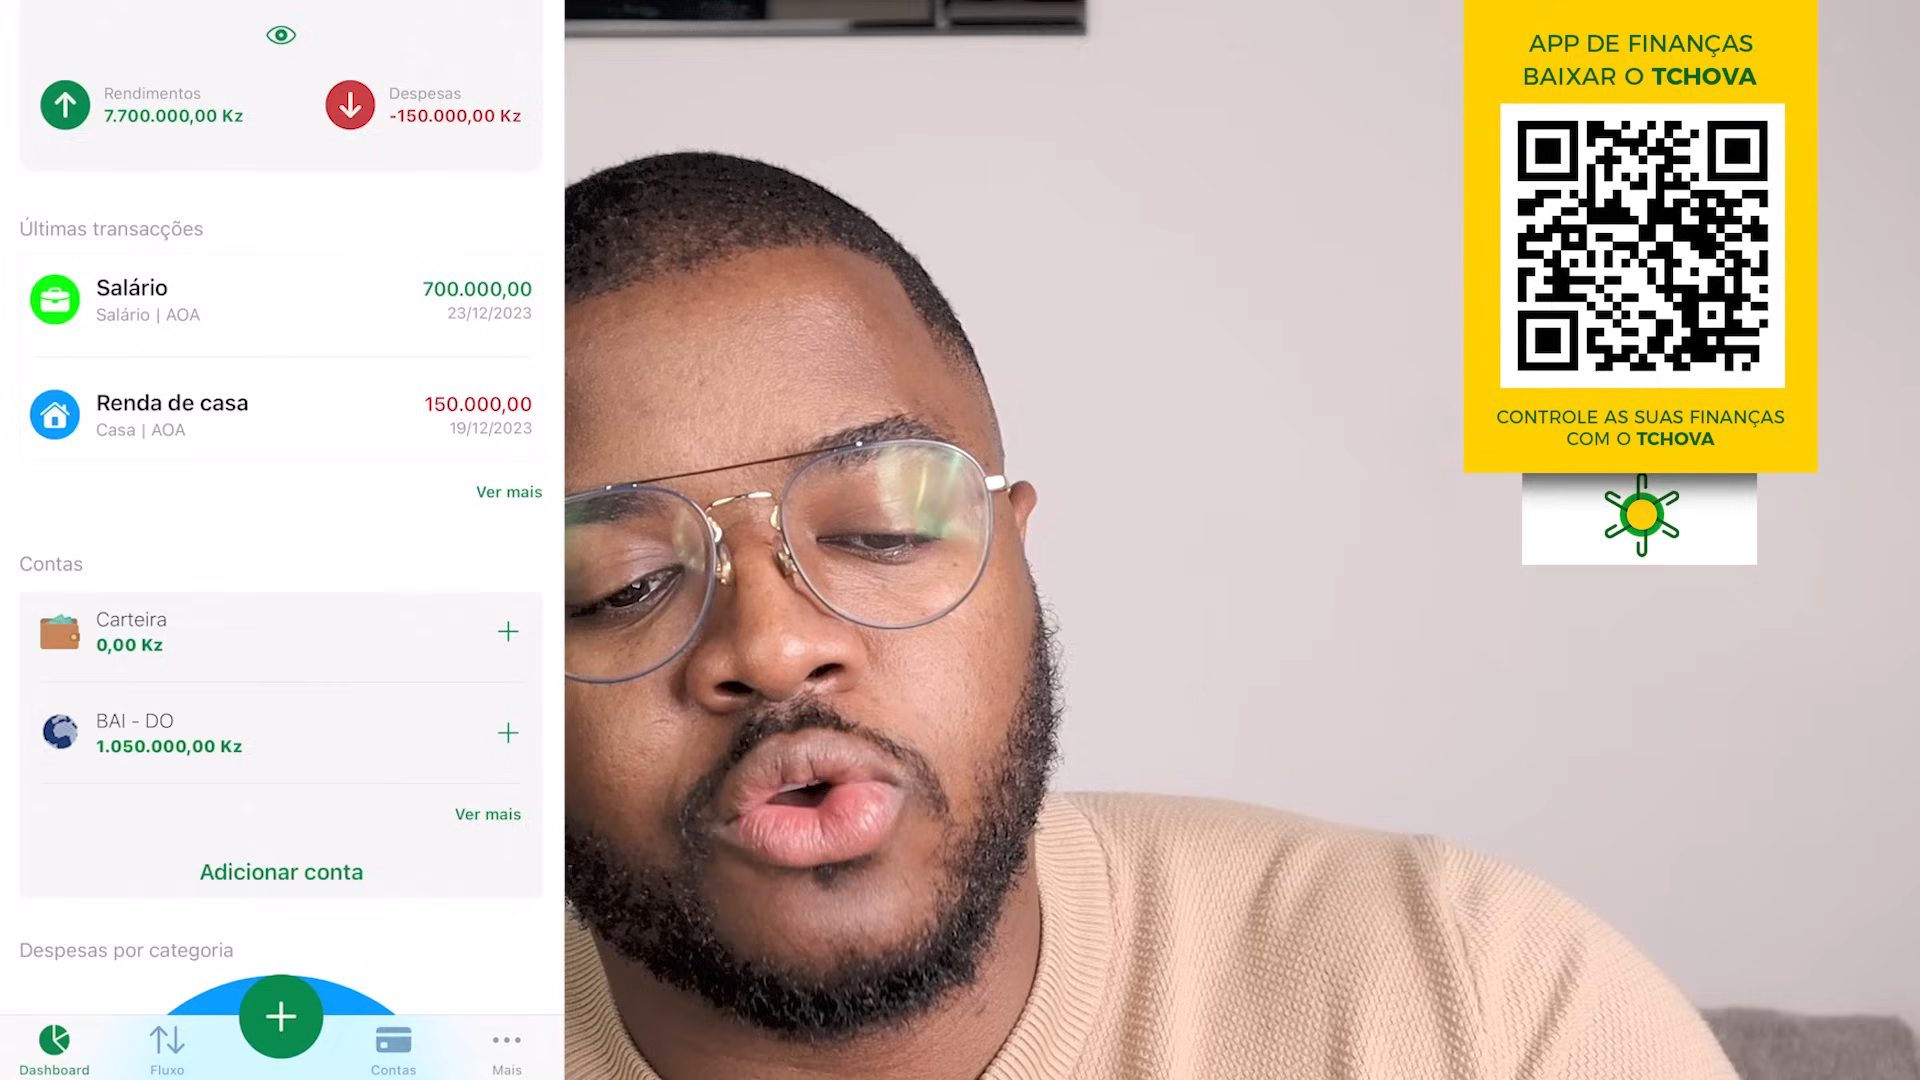 Rendimentos
7.700.000,00 Kz
Despesas
-150.000,00 Kz
Últimas transacções
Salário
700.000,00
Salário | AOA
23/12/2023
Renda de casa
150.000,00
Casa | AOA
19/12/2023
Ver mais
Contas
Carteira
0,00 Kz
BAI - DO
1.050.000,00 Kz
Ver mais
Adicionar conta
Despesas por categoria
Dashboard
Fluxo
Contas
Mais
APP DE FINANÇAS
BAIXAR O TCHOVA
CONTROLE AS SUAS FINANÇAS
COM O TCHOVA